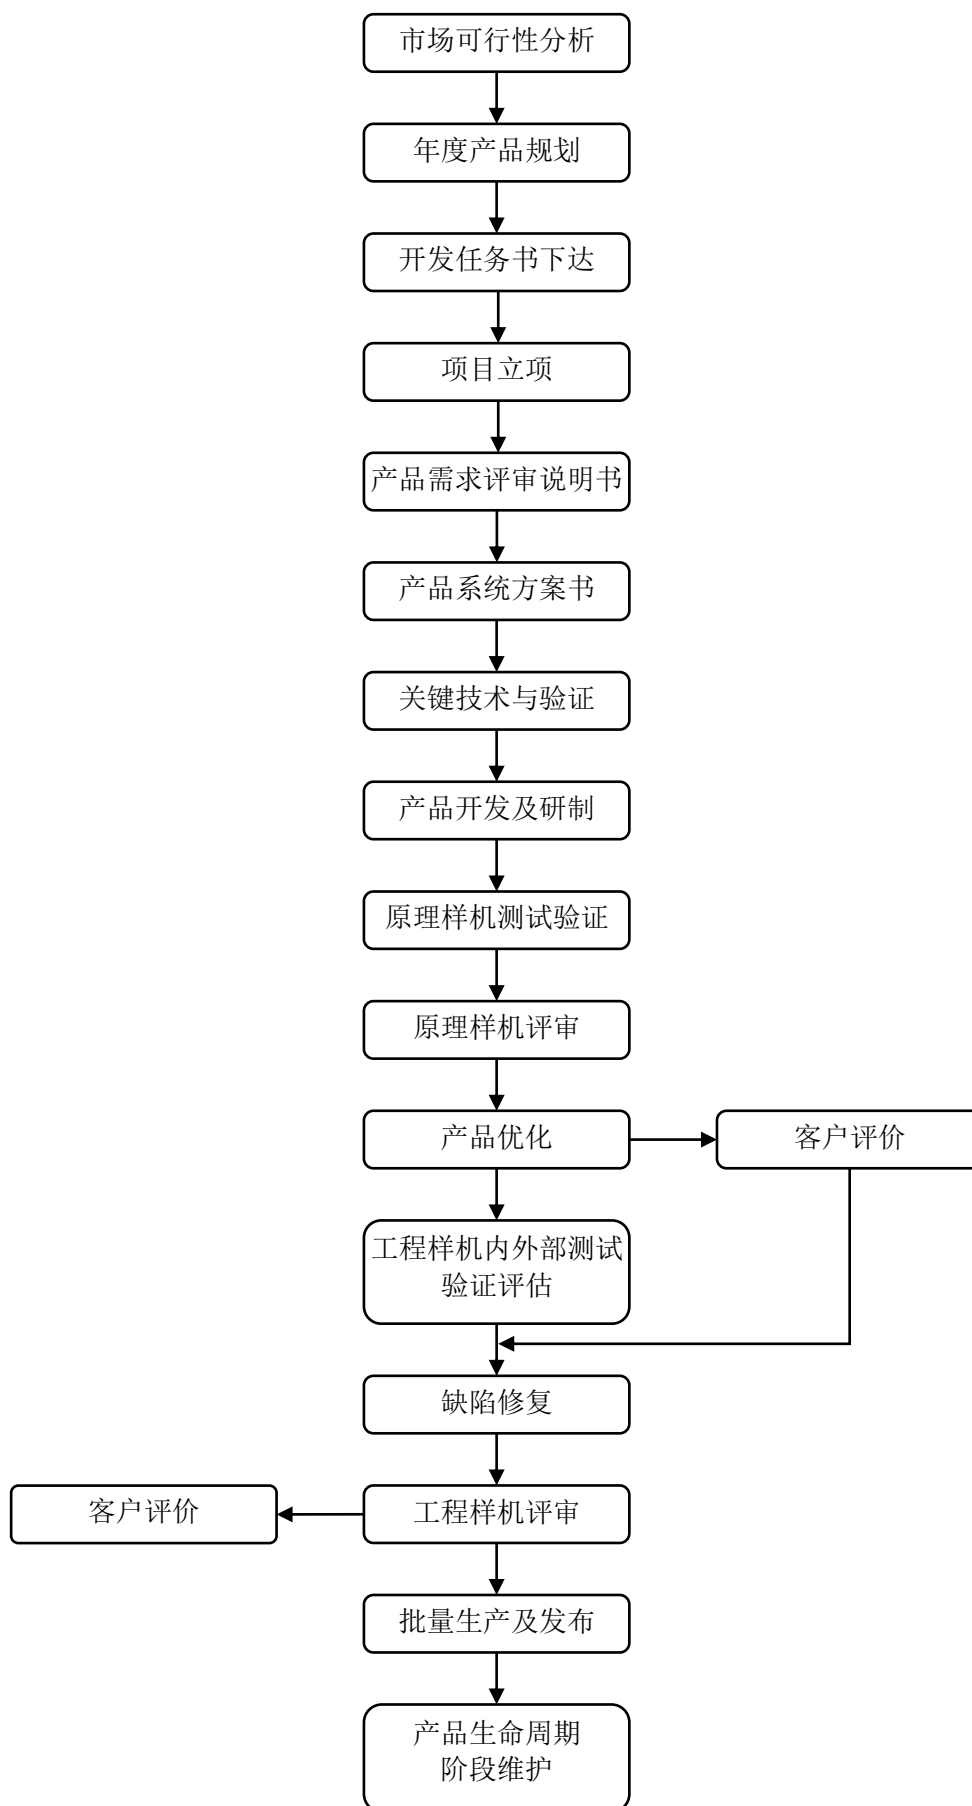 市场可行性分析
年度产品规划
开发任务书下达
项目立项
产品需求评审说明书
产品系统方案书
关键技术与验证
产品开发及研制
原理样机测试验证
原理样机评审
产品优化
客户评价
工程样机内外部测试
验证评估
缺陷修复
客户评价
工程样机评审
批量生产及发布
产品生命周期
阶段维护